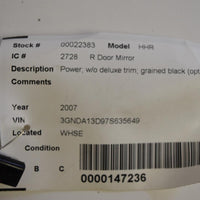 Stock # 00022383 Model HHR
IC # 2728 R Door Mirror
Description Power; w/o deluxe trim; grained black (opt
Comments
Year 2007
VIN 3GNDA13D97S635649
Located WHSE
Condition
B C
0000147236